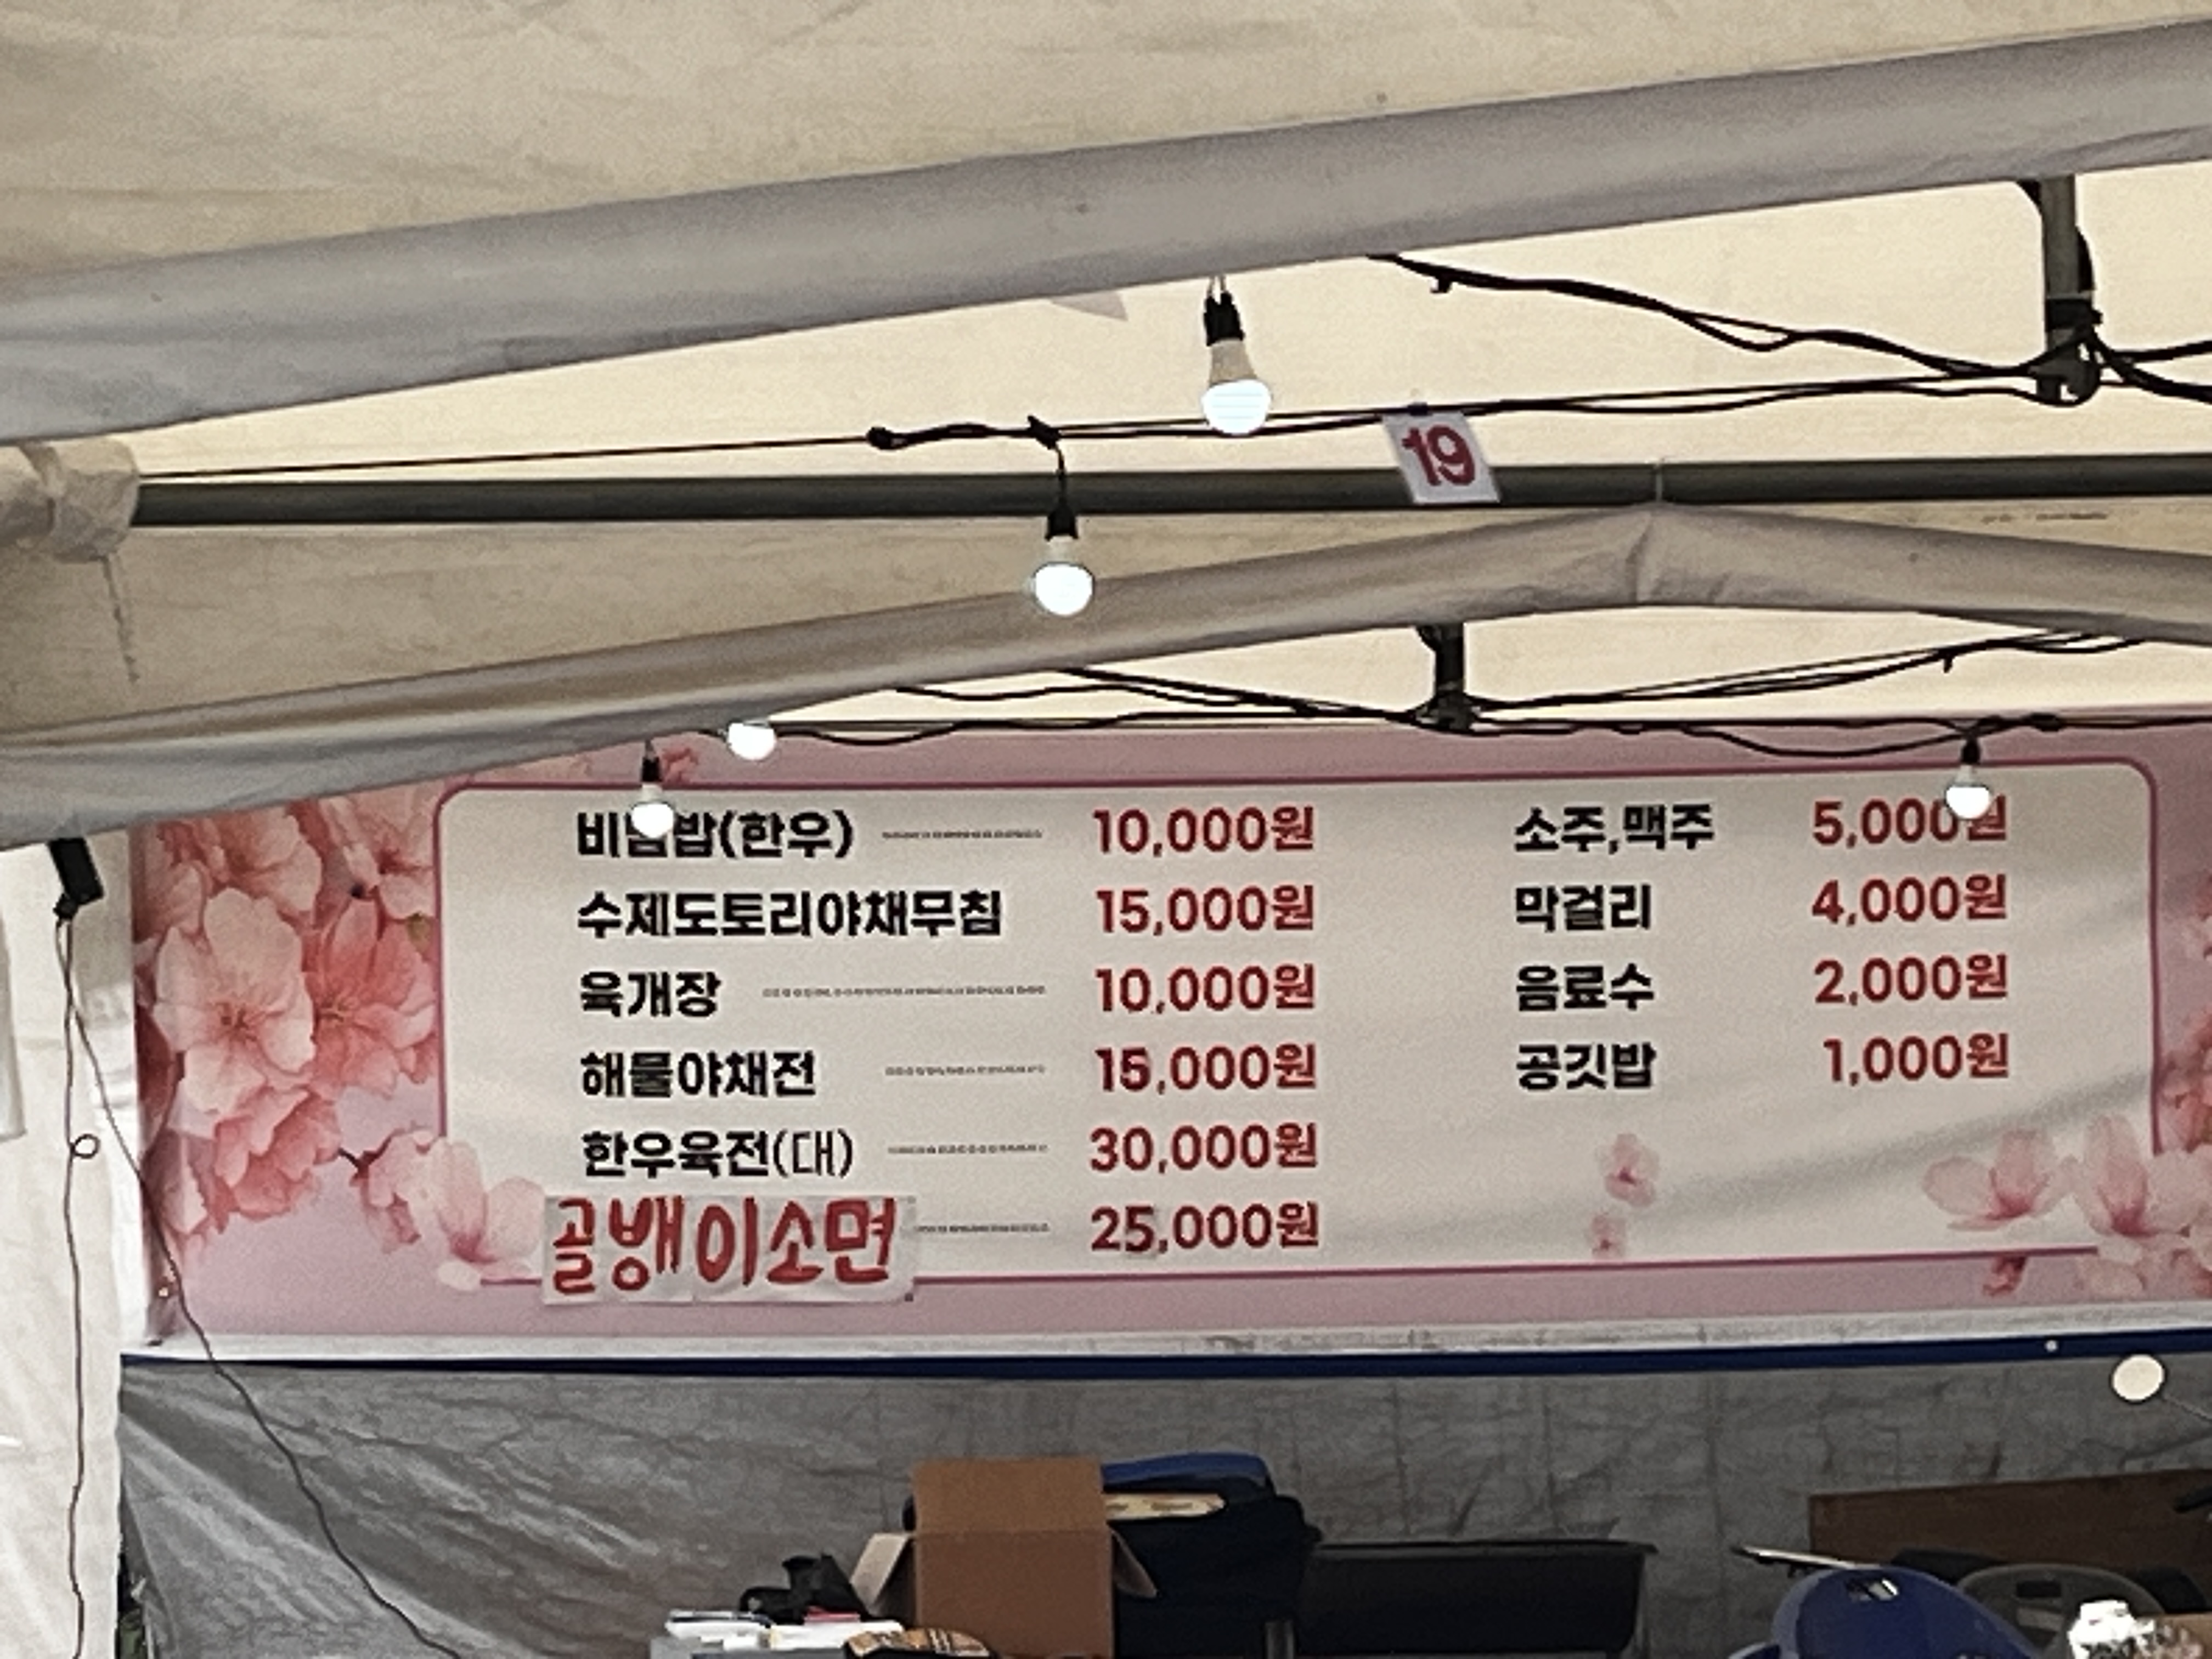 19
비빔밥(한우) 10,000원
수제도토리야채무침 15,000원
육개장 10,000원
해물야채전 15,000원
한우육전(대) 30,000원
골뱅이소면 25,000원
소주,맥주 5,000원
막걸리 4,000원
음료수 2,000원
공깃밥 1,000원